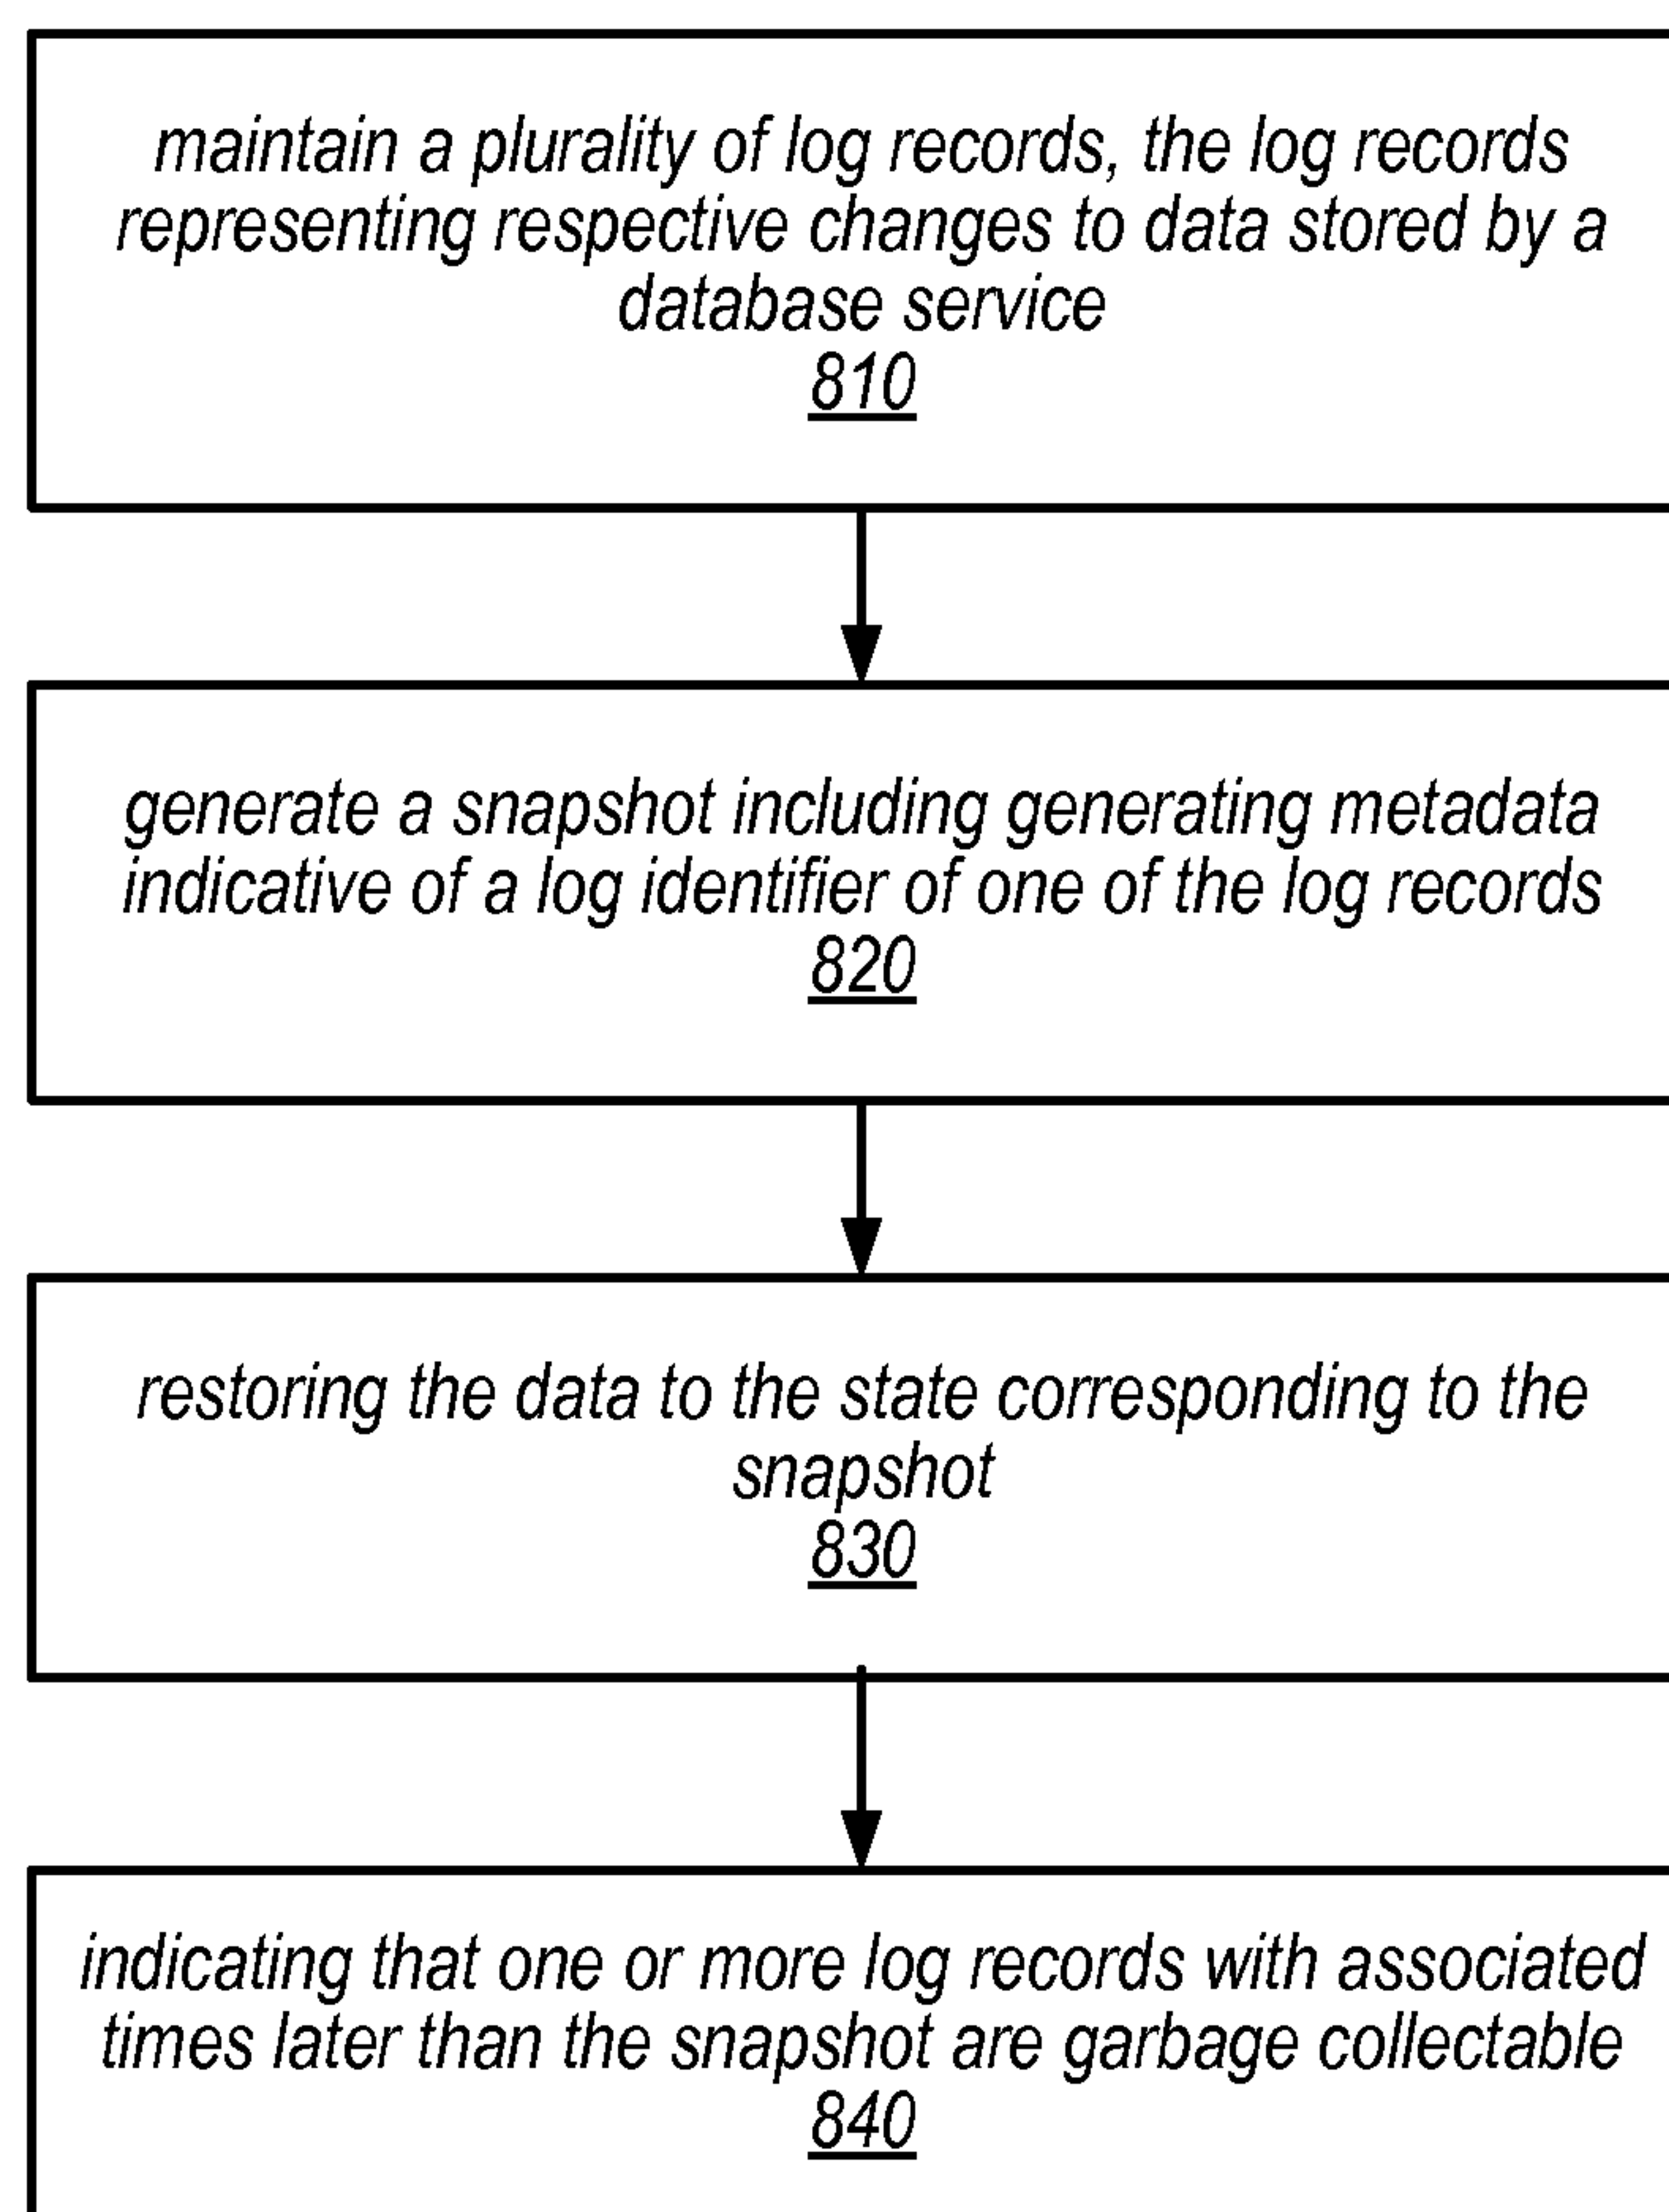 maintain a plurality of log records, the log records
representing respective changes to data stored by a
database service
810
generate a snapshot including generating metadata
indicative of a log identifier of one of the log records
820
restoring the data to the state corresponding to the
snapshot
830
indicating that one or more log records with associated
times later than the snapshot are garbage collectable
840